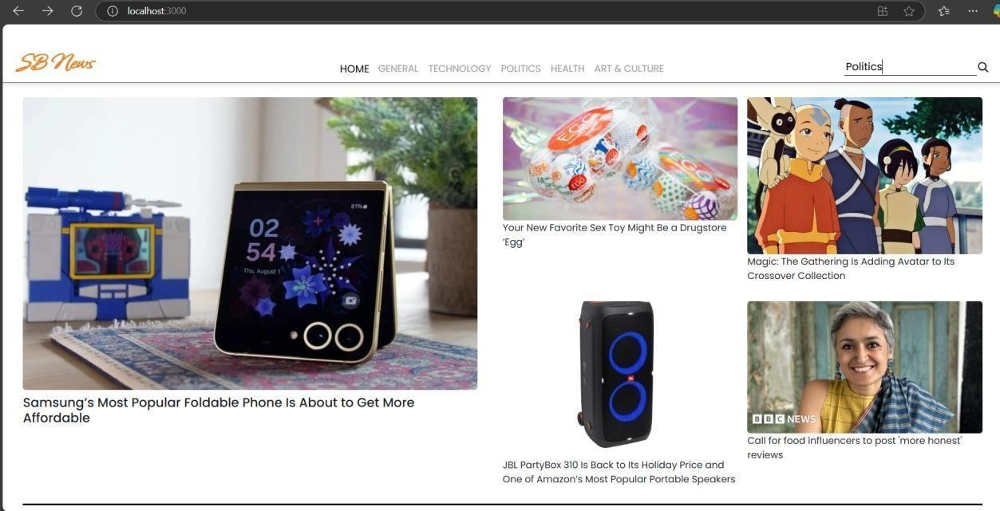 localhost:3000
SB News
HOME GENERAL TECHNOLOGY POLITICS HEALTH ART & CULTURE
Politics
81%
02
54
Thu, August 1
Samsung’s Most Popular Foldable Phone Is About to Get More
Affordable
EGG
EGG
Your New Favorite Sex Toy Might Be a Drugstore
‘Egg’
Magic: The Gathering Is Adding Avatar to Its
Crossover Collection
JBL PartyBox 310 Is Back to Its Holiday Price and
One of Amazon’s Most Popular Portable Speakers
BBC NEWS
Call for food influencers to post 'more honest'
reviews